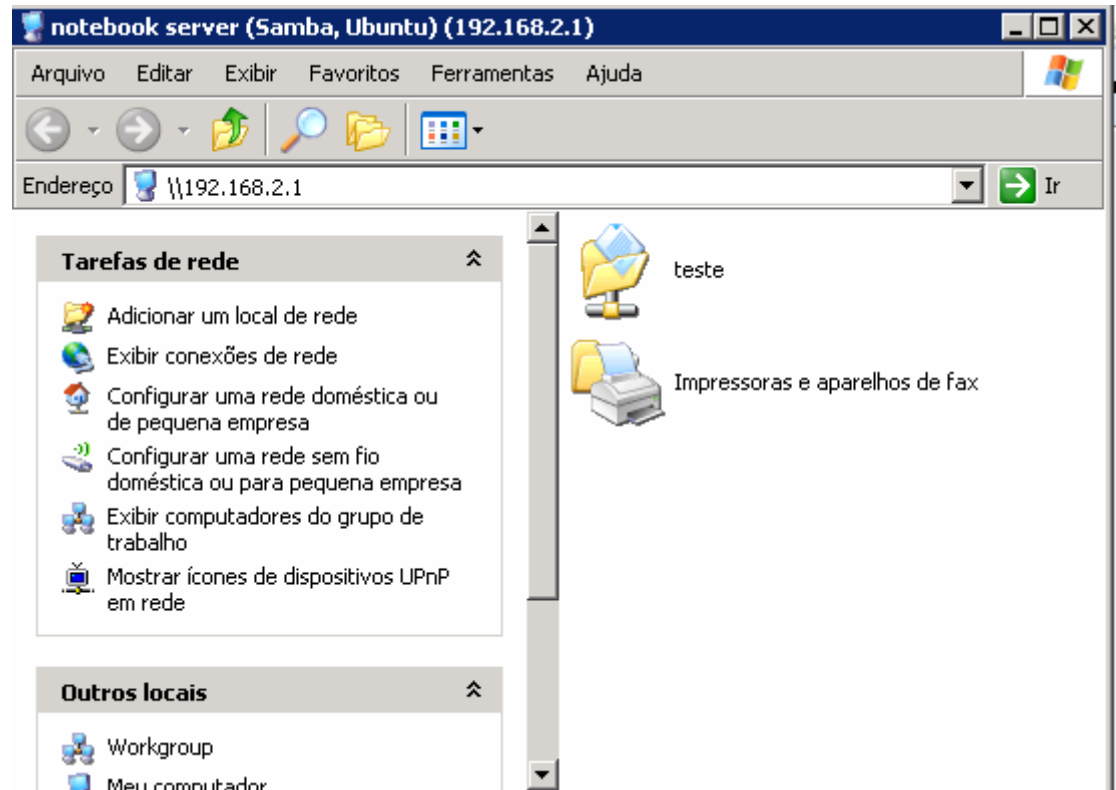 notebook server (Samba, Ubuntu) (192.168.2.1)
Arquivo Editar Exibir Favoritos Ferramentas Ajuda
Endereço \\192.168.2.1 Ir
Tarefas de rede
Adicionar um local de rede
Exibir conexões de rede
Configurar uma rede doméstica ou
de pequena empresa
Configurar uma rede sem fio
doméstica ou para pequena empresa
Exibir computadores do grupo de
trabalho
Mostrar ícones de dispositivos UPnP
em rede
Outros locais
Workgroup
Meu computador
teste
Impressoras e aparelhos de fax